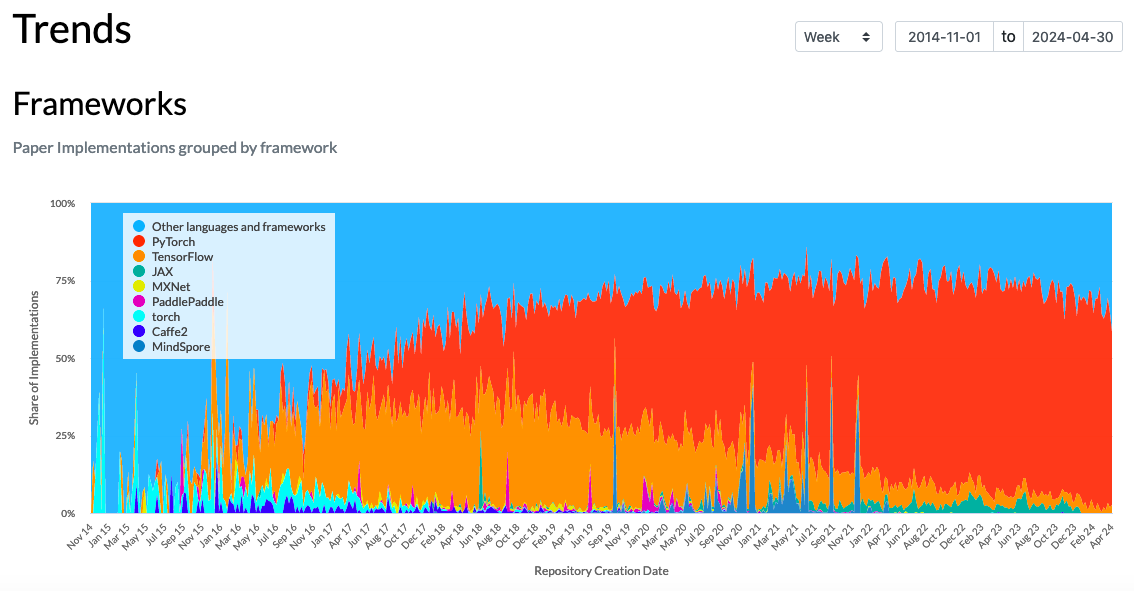 Trends
Week
2014-11-01 to 2024-04-30
Frameworks
Paper Implementations grouped by framework
100%
75%
50%
25%
0%
Share of Implementations
Other languages and frameworks
PyTorch
TensorFlow
JAX
MXNet
PaddlePaddle
torch
Caffe2
MindSpore
Nov 14
Jan 15
Mar 15
May 15
Jul 15
Sep 15
Nov 15
Jan 16
Mar 16
May 16
Jul 16
Sep 16
Nov 16
Jan 17
Apr 17
Jun 17
Aug 17
Oct 17
Dec 17
Feb 18
Apr 18
Jun 18
Aug 18
Oct 18
Dec 18
Feb 19
Apr 19
Jun 19
Sep 19
Nov 19
Jan 20
Mar 20
May 20
Jul 20
Sep 20
Nov 20
Jan 21
Mar 21
May 21
Jul 21
Sep 21
Nov 21
Jan 22
Apr 22
Jun 22
Aug 22
Oct 22
Dec 22
Feb 23
Apr 23
Jun 23
Aug 23
Oct 23
Dec 23
Feb 24
Apr 24
Repository Creation Date